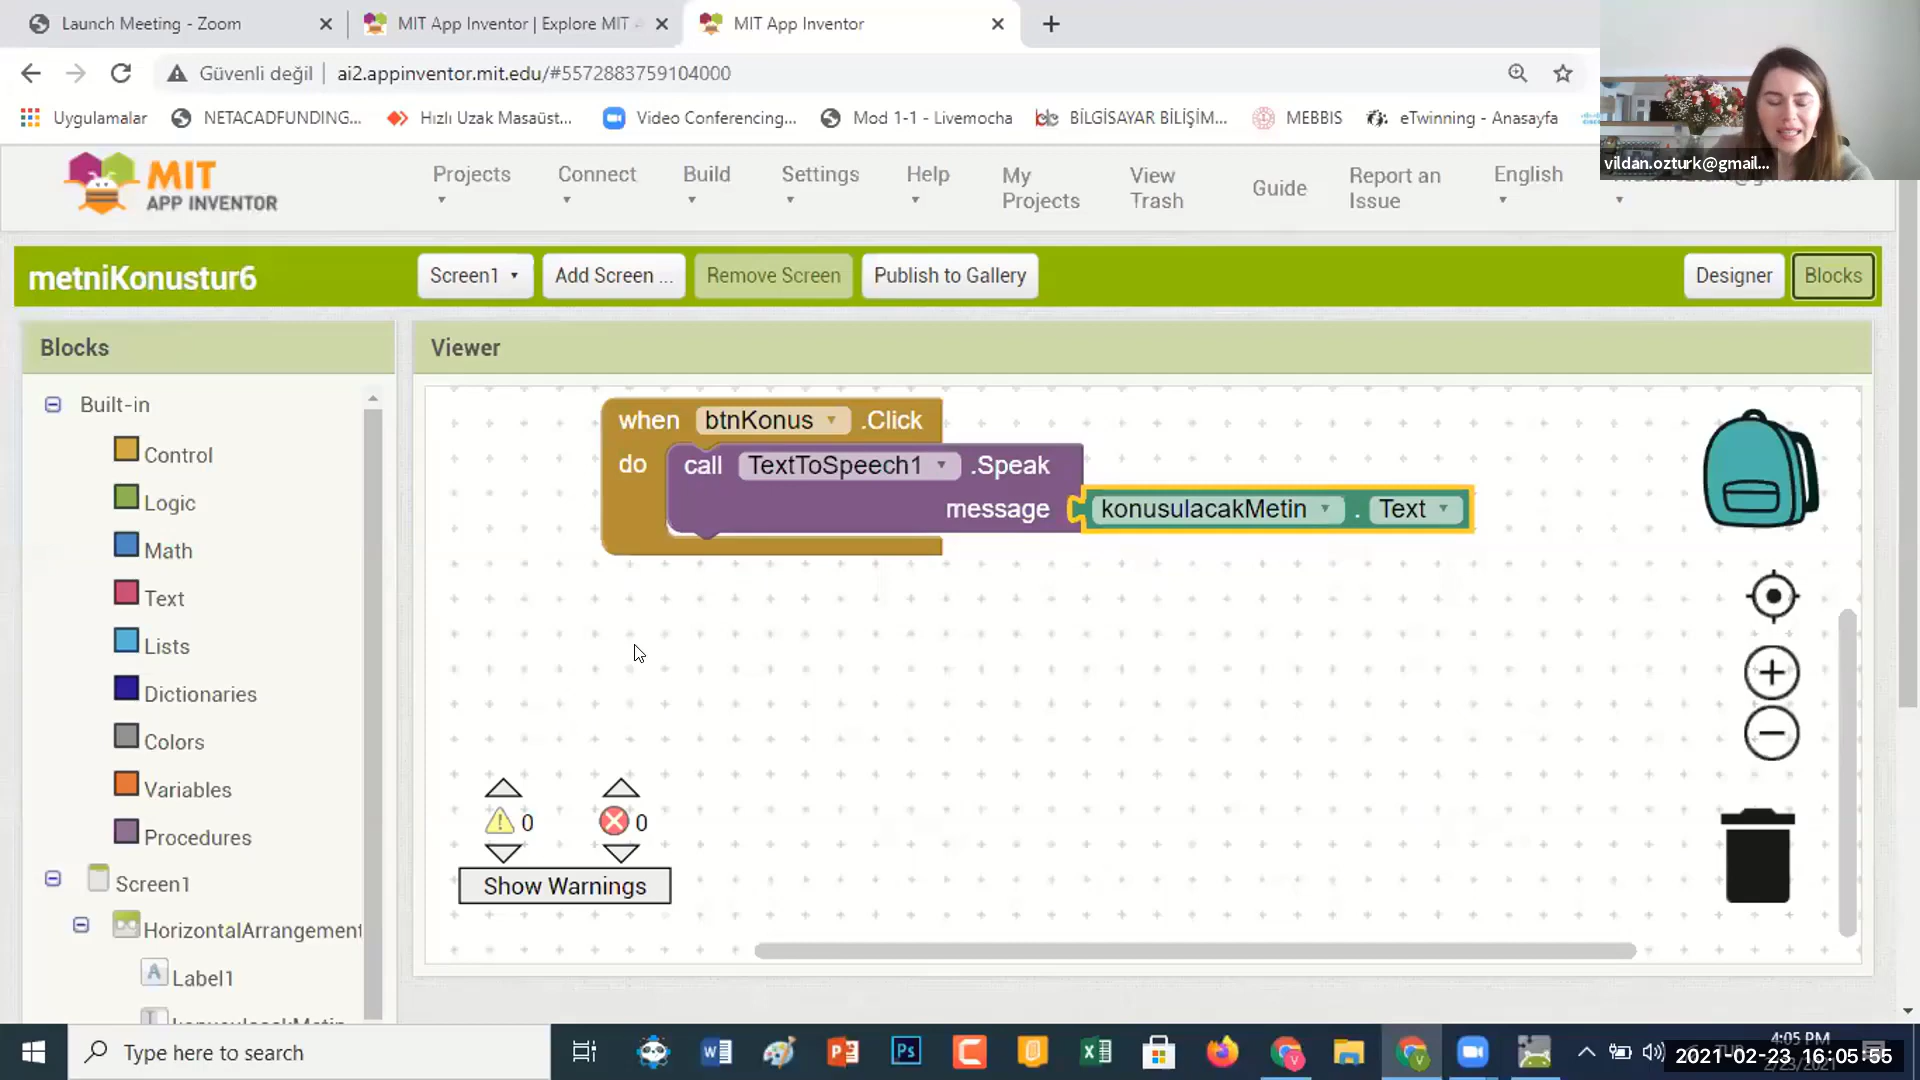 Launch Meeting - Zoom
MIT App Inventor | Explore MIT
MIT App Inventor
Güvenli değil
ai2.appinventor.mit.edu/#5572883759104000
Uygulamalar
NETACADFUNDING...
Hızlı Uzak Masaüst...
Video Conferencing...
Mod 1-1 - Livemocha
BİLGİSAYAR BİLİŞİM...
MEBBIS
eTwinning - Anasayfa
vildan.ozturk@gmail...
MIT
APP INVENTOR
Projects
Connect
Build
Settings
Help
My Projects
View Trash
Guide
Report an Issue
English
metniKonustur6
Screen1
Add Screen ...
Remove Screen
Publish to Gallery
Designer
Blocks
Blocks
Viewer
Built-in
Control
Logic
Math
Text
Lists
Dictionaries
Colors
Variables
Procedures
Screen1
HorizontalArrangement
Label1
when btnKonus .Click
do call TextToSpeech1 .Speak
message konusulacakMetin . Text
0 0
Show Warnings
Type here to search
4:05 PM
2021-02-23 16:05:55